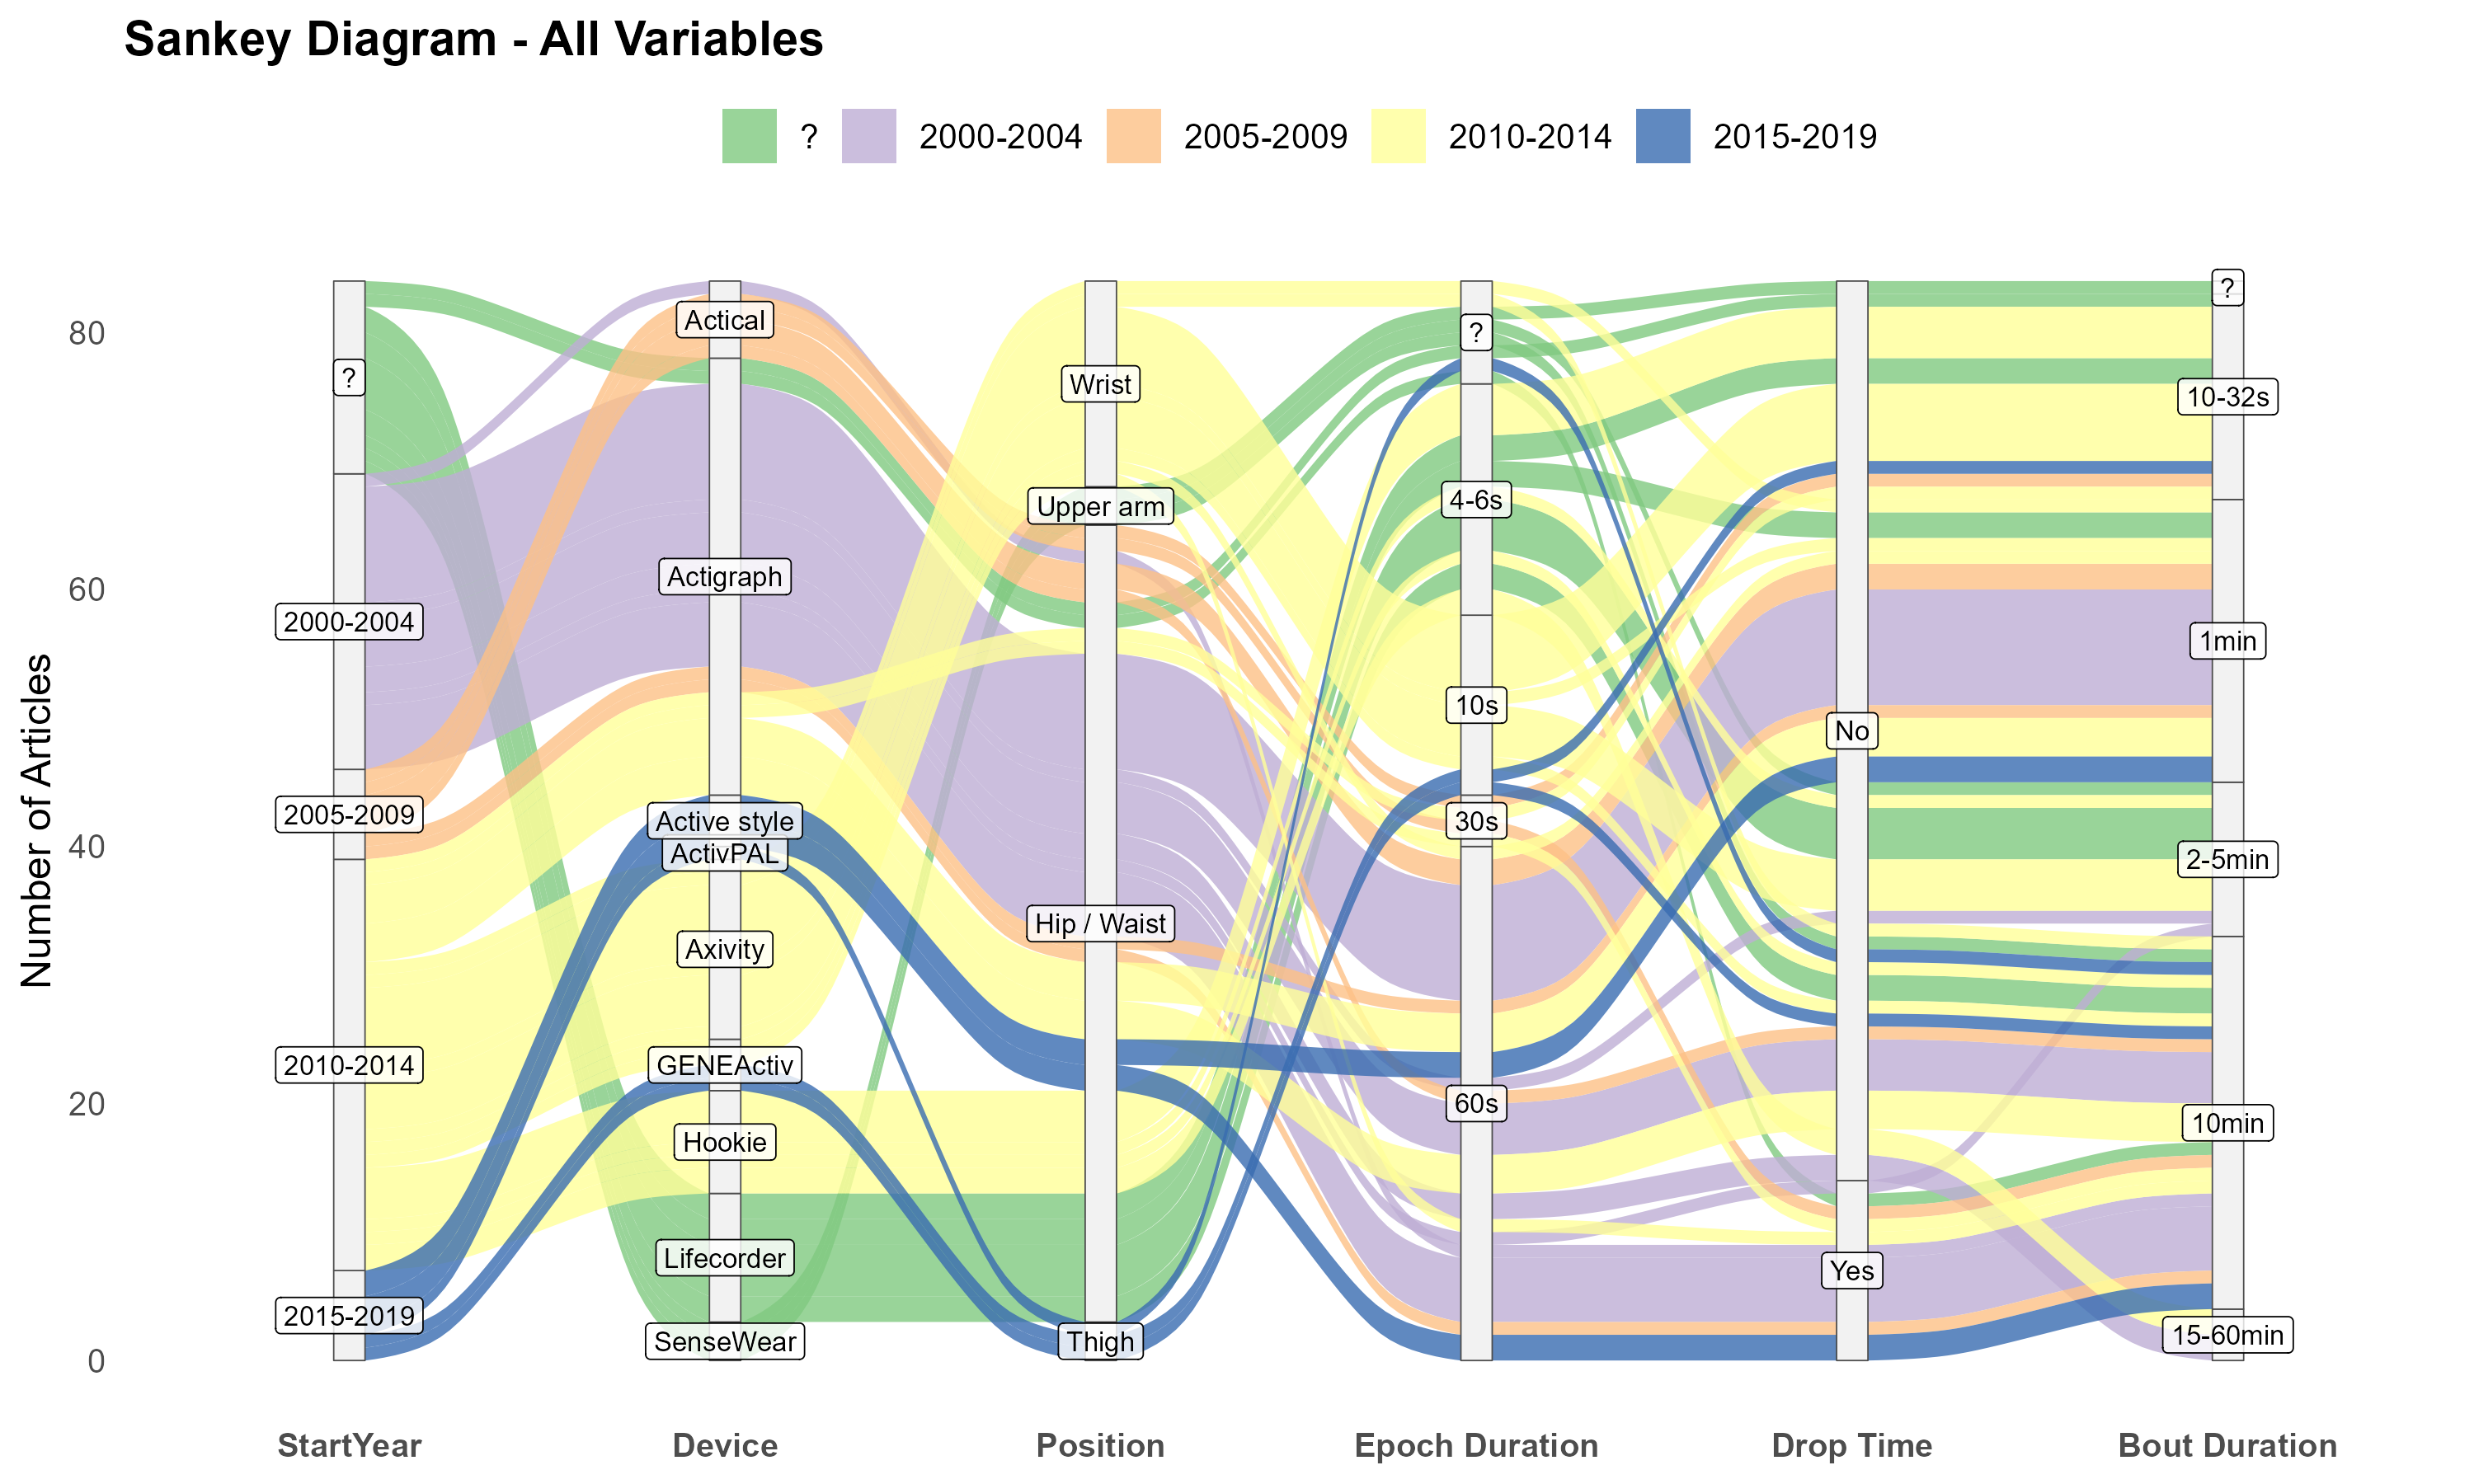 Sankey Diagram - All Variables
? 2000-2004 2005-2009 2010-2014 2015-2019
Number of Articles
80
60
40
20
0
?
2000-2004
2005-2009
2010-2014
2015-2019
Actical
Actigraph
Active style
ActivPAL
Axivity
GENEActiv
Hookie
Lifecorder
SenseWear
Wrist
Upper arm
Hip / Waist
Thigh
?
4-6s
10s
30s
60s
No
Yes
?
10-32s
1min
2-5min
10min
15-60min
StartYear Device Position Epoch Duration Drop Time Bout Duration